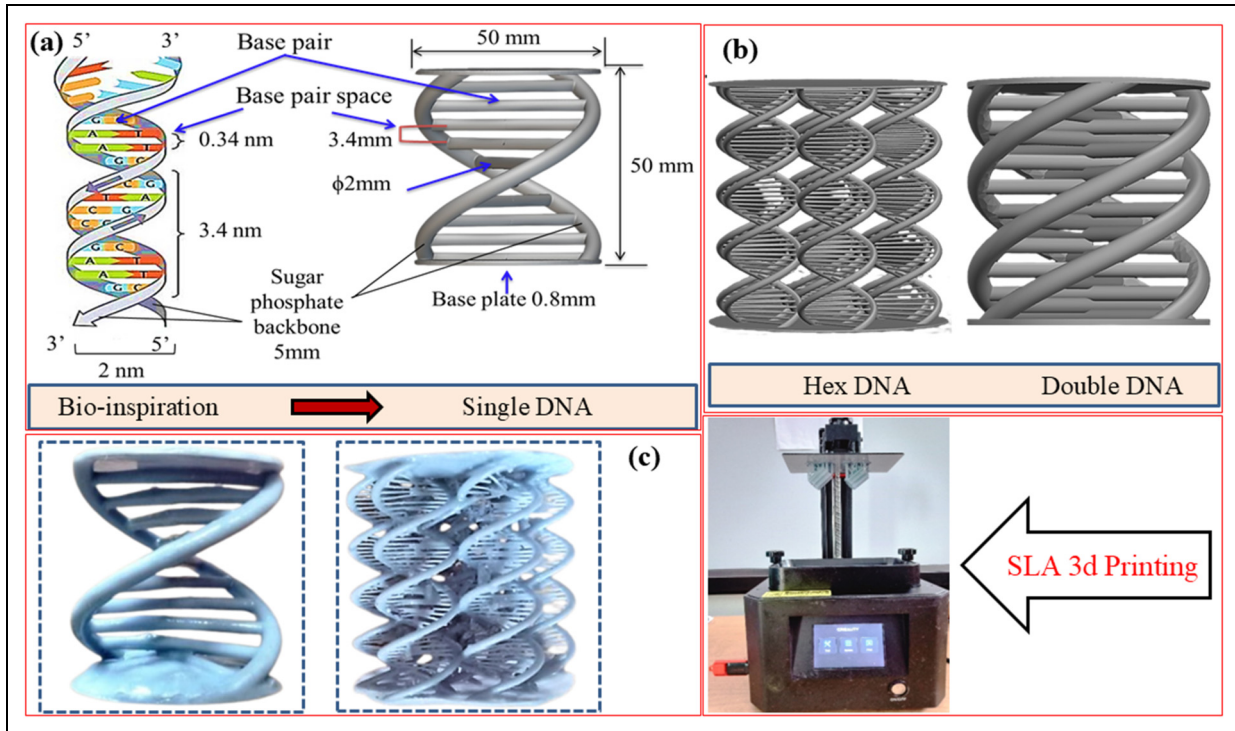 (a)
5’
3’
Base pair
Base pair space
0.34 nm
3.4 nm
G C
A T
A T
G C
C G
T A
C G
C
G C
A T
A T
G C
3’
5’
2 nm
Sugar
phosphate
backbone
5mm
50 mm
50 mm
3.4mm
ϕ2mm
Base plate 0.8mm
Bio-inspiration
Single DNA
(b)
Hex DNA
Double DNA
(c)
CREALITY
SLA 3d Printing